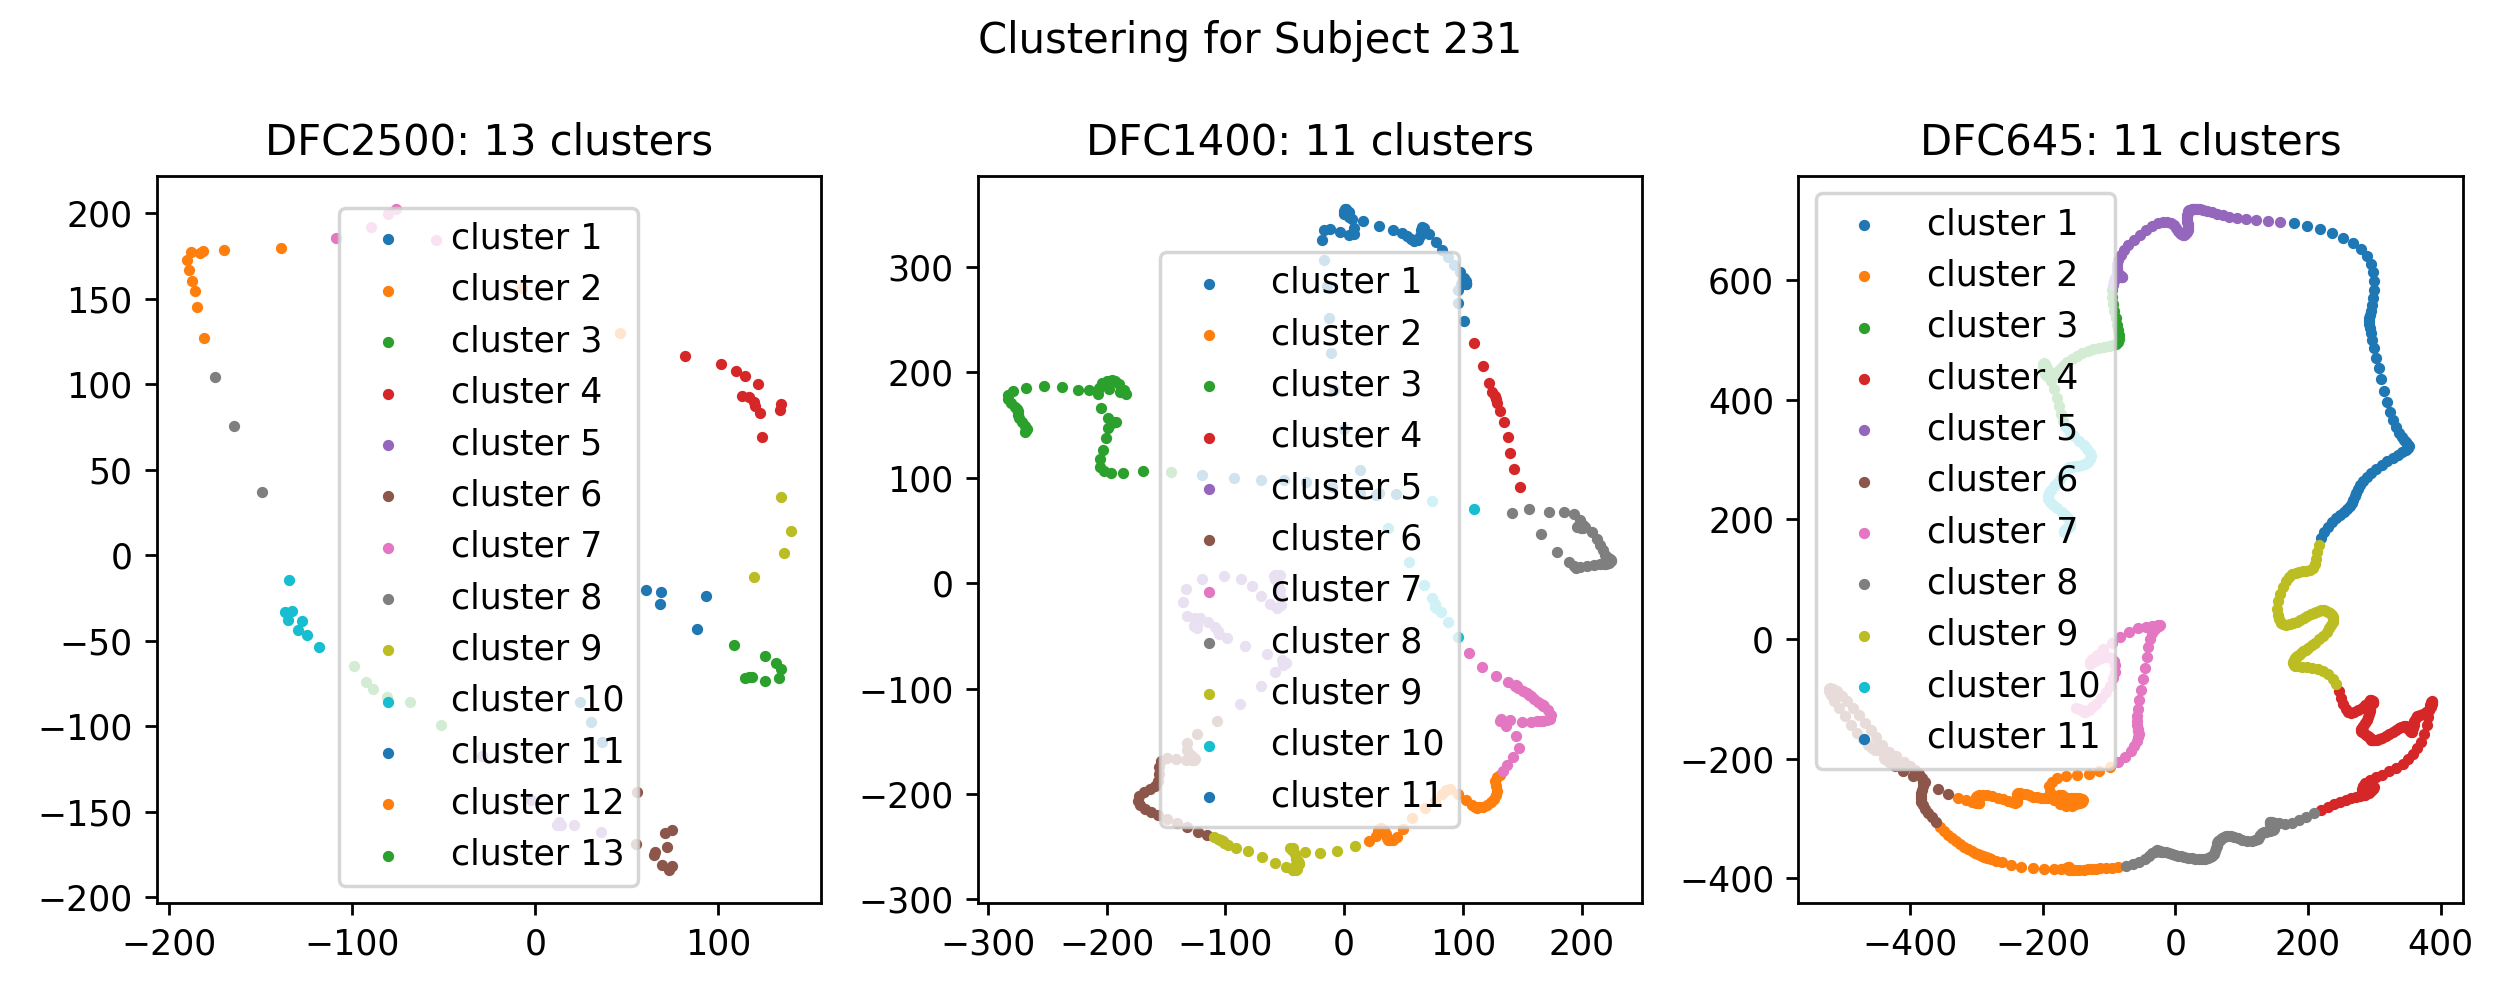 Clustering for Subject 231
DFC2500: 13 clusters
200
150
100
50
0
−50
−100
−150
−200
−200
−100
0
100
cluster 1
cluster 2
cluster 3
cluster 4
cluster 5
cluster 6
cluster 7
cluster 8
cluster 9
cluster 10
cluster 11
cluster 12
cluster 13
DFC1400: 11 clusters
300
200
100
0
−100
−200
−300
−300
−200
−100
0
100
200
cluster 1
cluster 2
cluster 3
cluster 4
cluster 5
cluster 6
cluster 7
cluster 8
cluster 9
cluster 10
cluster 11
DFC645: 11 clusters
600
400
200
0
−200
−400
−400
−200
0
200
400
cluster 1
cluster 2
cluster 3
cluster 4
cluster 5
cluster 6
cluster 7
cluster 8
cluster 9
cluster 10
cluster 11